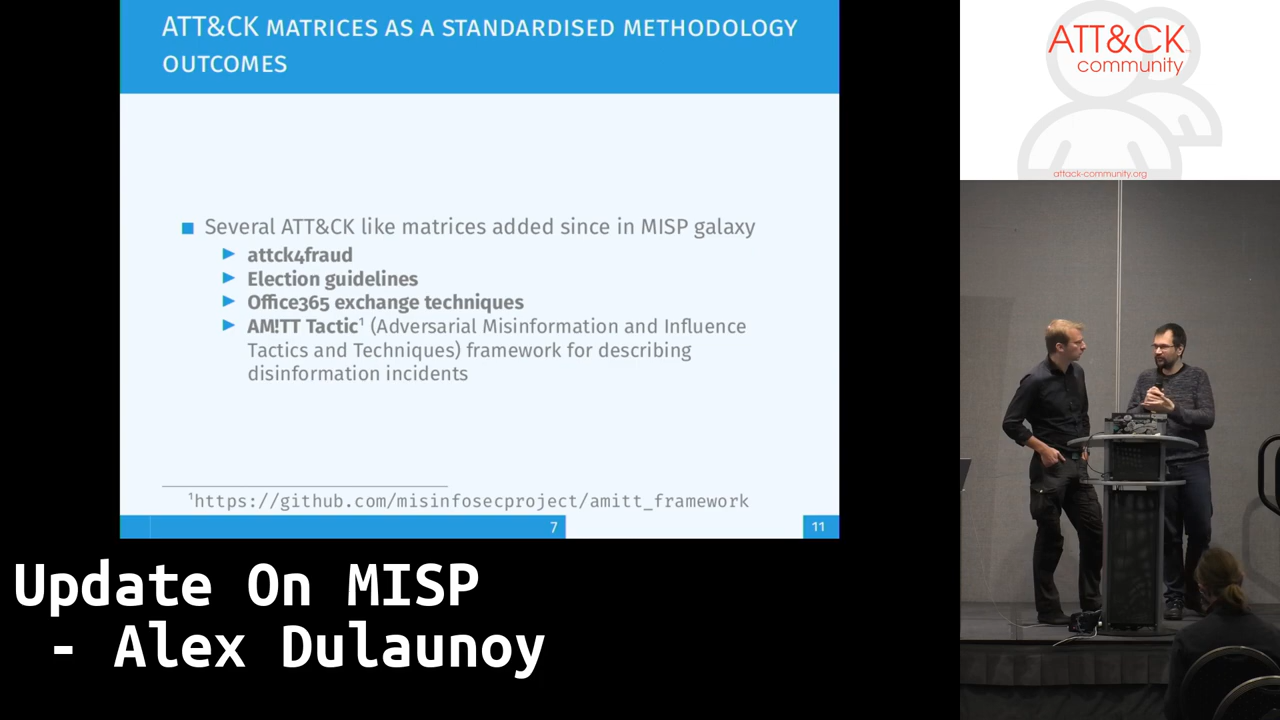 ATT&CK MATRICES AS A STANDARDISED METHODOLOGY
OUTCOMES
Several ATT&CK like matrices added since in MISP galaxy
attck4fraud
Election guidelines
Office365 exchange techniques
AM!TT Tactic¹ (Adversarial Misinformation and Influence
Tactics and Techniques) framework for describing
disinformation incidents
¹https://github.com/misinfosecproject/amitt_framework
7
11
Update On MISP
- Alex Dulaunoy
ATT&CK
community
attack-community.org